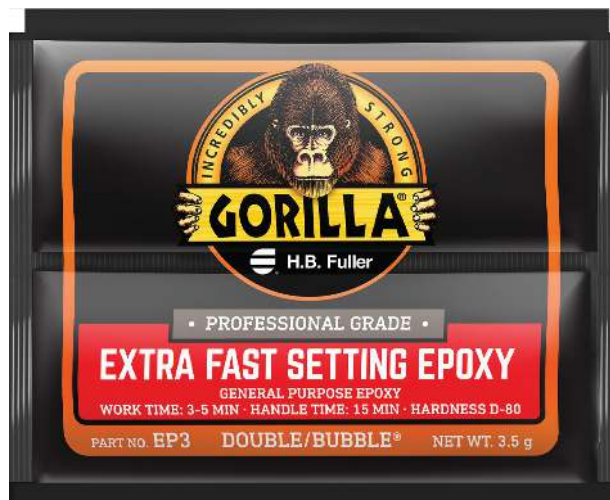 INCREDIBLY STRONG
GORILLA®
H.B. Fuller
• PROFESSIONAL GRADE •
EXTRA FAST SETTING EPOXY
GENERAL PURPOSE EPOXY
WORK TIME: 3-5 MIN · HANDLE TIME: 15 MIN · HARDNESS D-80
PART NO. EP3 DOUBLE/BUBBLE® NET WT. 3.5 g